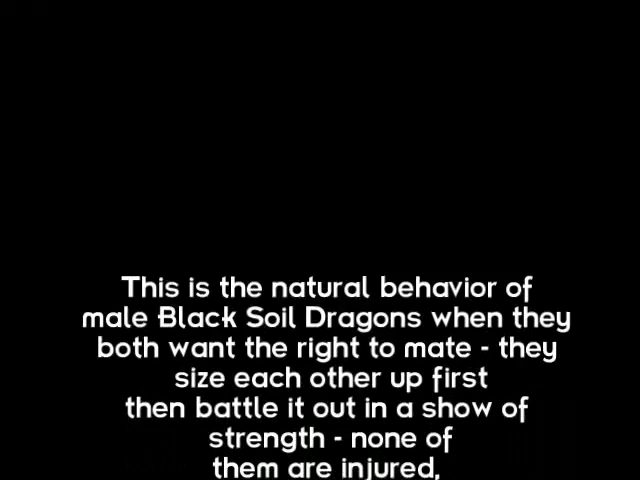 This is the natural behavior of
male Black Soil Dragons when they
both want the right to mate - they
size each other up first
then battle it out in a show of
strength - none of
them are injured,